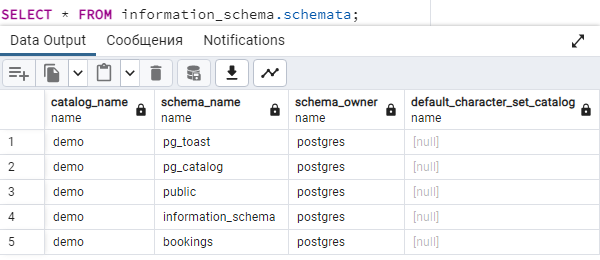 SELECT * FROM information_schema.schemata;
Data Output Сообщения Notifications
catalog_name schema_name schema_owner default_character_set_catalog
name name name name
1 demo pg_toast postgres [null]
2 demo pg_catalog postgres [null]
3 demo public postgres [null]
4 demo information_schema postgres [null]
5 demo bookings postgres [null]